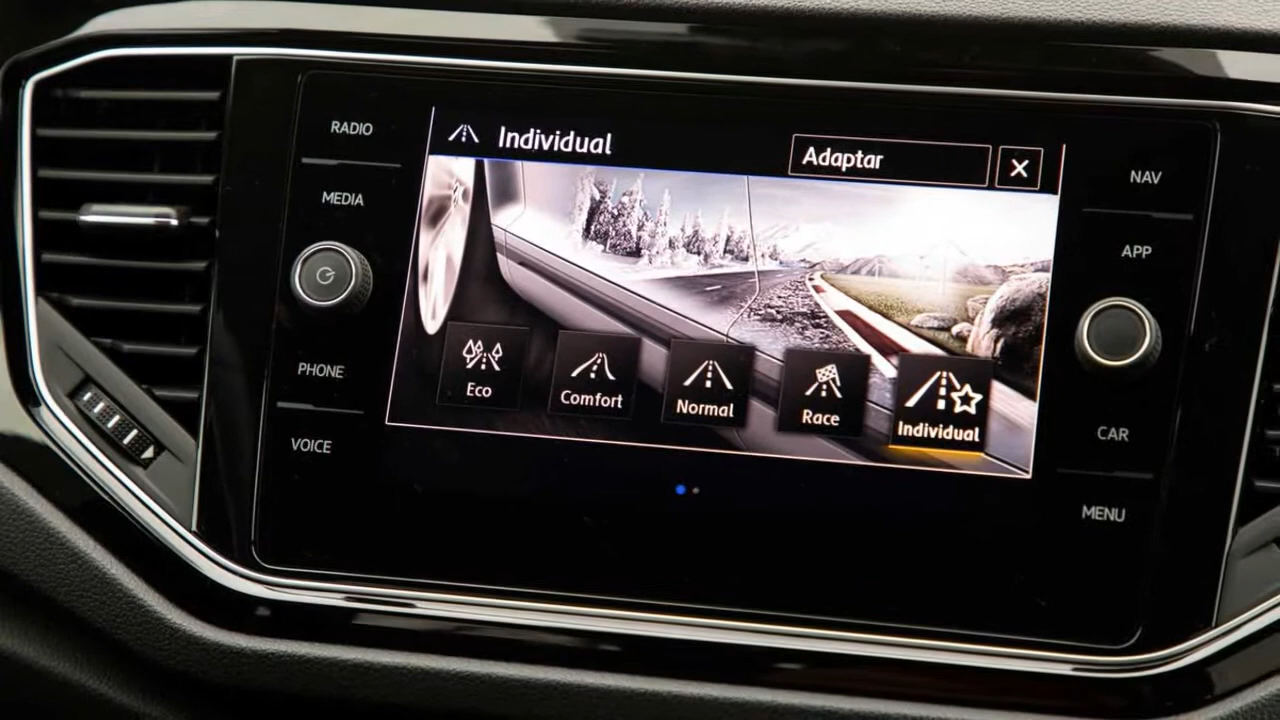 RADIO
MEDIA
PHONE
VOICE
Individual
Adaptar
Eco
Comfort
Normal
Race
Individual
NAV
APP
CAR
MENU